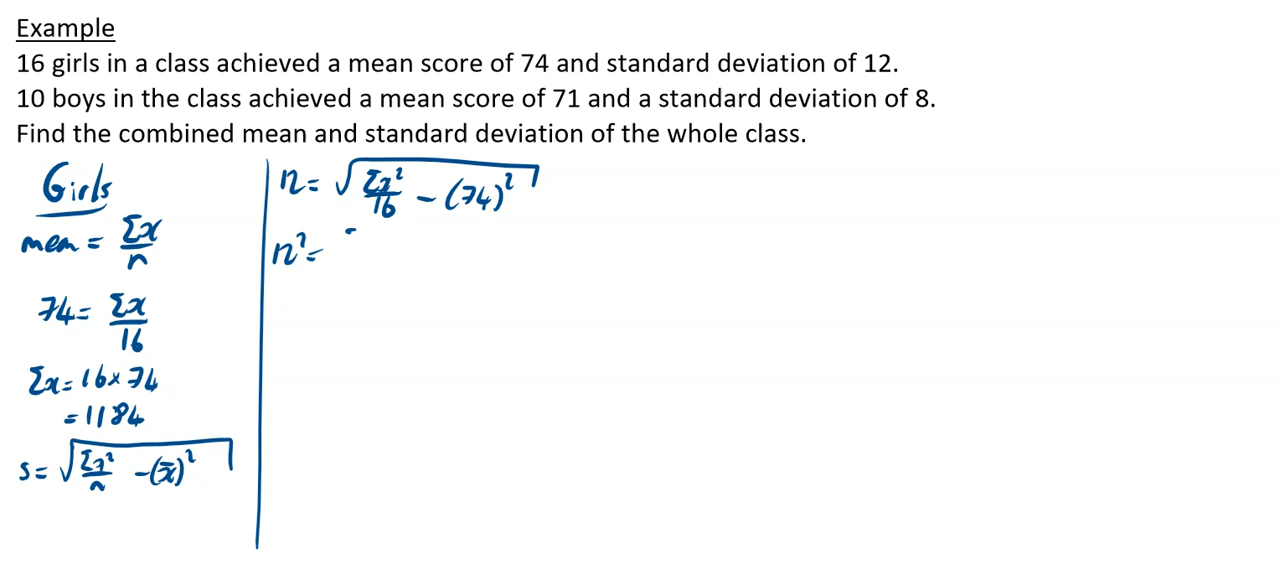 Example
16 girls in a class achieved a mean score of 74 and standard deviation of 12.
10 boys in the class achieved a mean score of 71 and a standard deviation of 8.
Find the combined mean and standard deviation of the whole class.
Girls
mean = Σx/n
74 = Σx/16
Σx = 16 × 74
= 1184
s = √(Σx²/n - (x̄)²)
12 = √(Σx²/16 - (74)²)
12² =